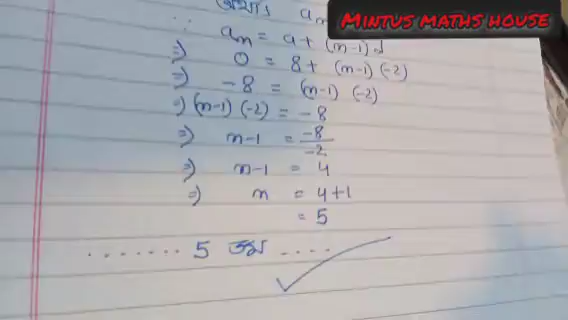 MINTUS MATHS HOUSE
∴ aₙ = a + (n-1) d
⇒ 0 = 8 + (n-1) (-2)
⇒ -8 = (n-1) (-2)
⇒ (n-1) (-2) = -8
⇒ n-1 = -8/-2
⇒ n-1 = 4
⇒ n = 4+1
= 5
....... 5 তম ....